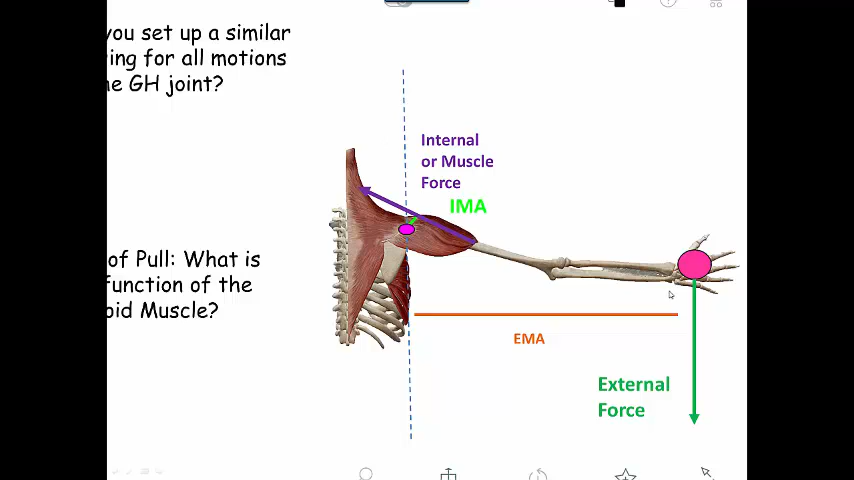 you set up a similar
ing for all motions
e GH joint?
Internal
or Muscle
Force
IMA
of Pull: What is
function of the
oid Muscle?
EMA
External
Force